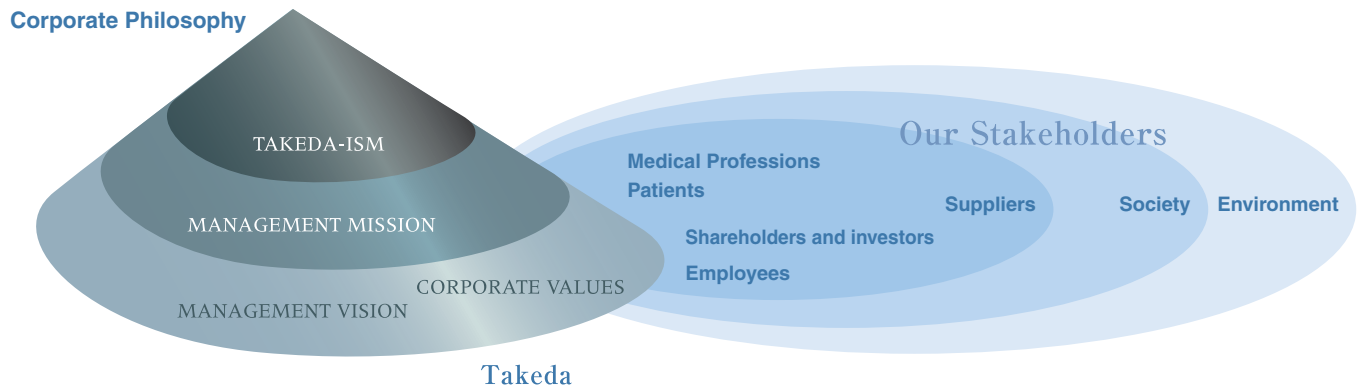 Corporate Philosophy
TAKEDA-ISM
MANAGEMENT MISSION
CORPORATE VALUES
MANAGEMENT VISION
Takeda
Our Stakeholders
Medical Professions
Patients
Suppliers
Society
Environment
Shareholders and investors
Employees